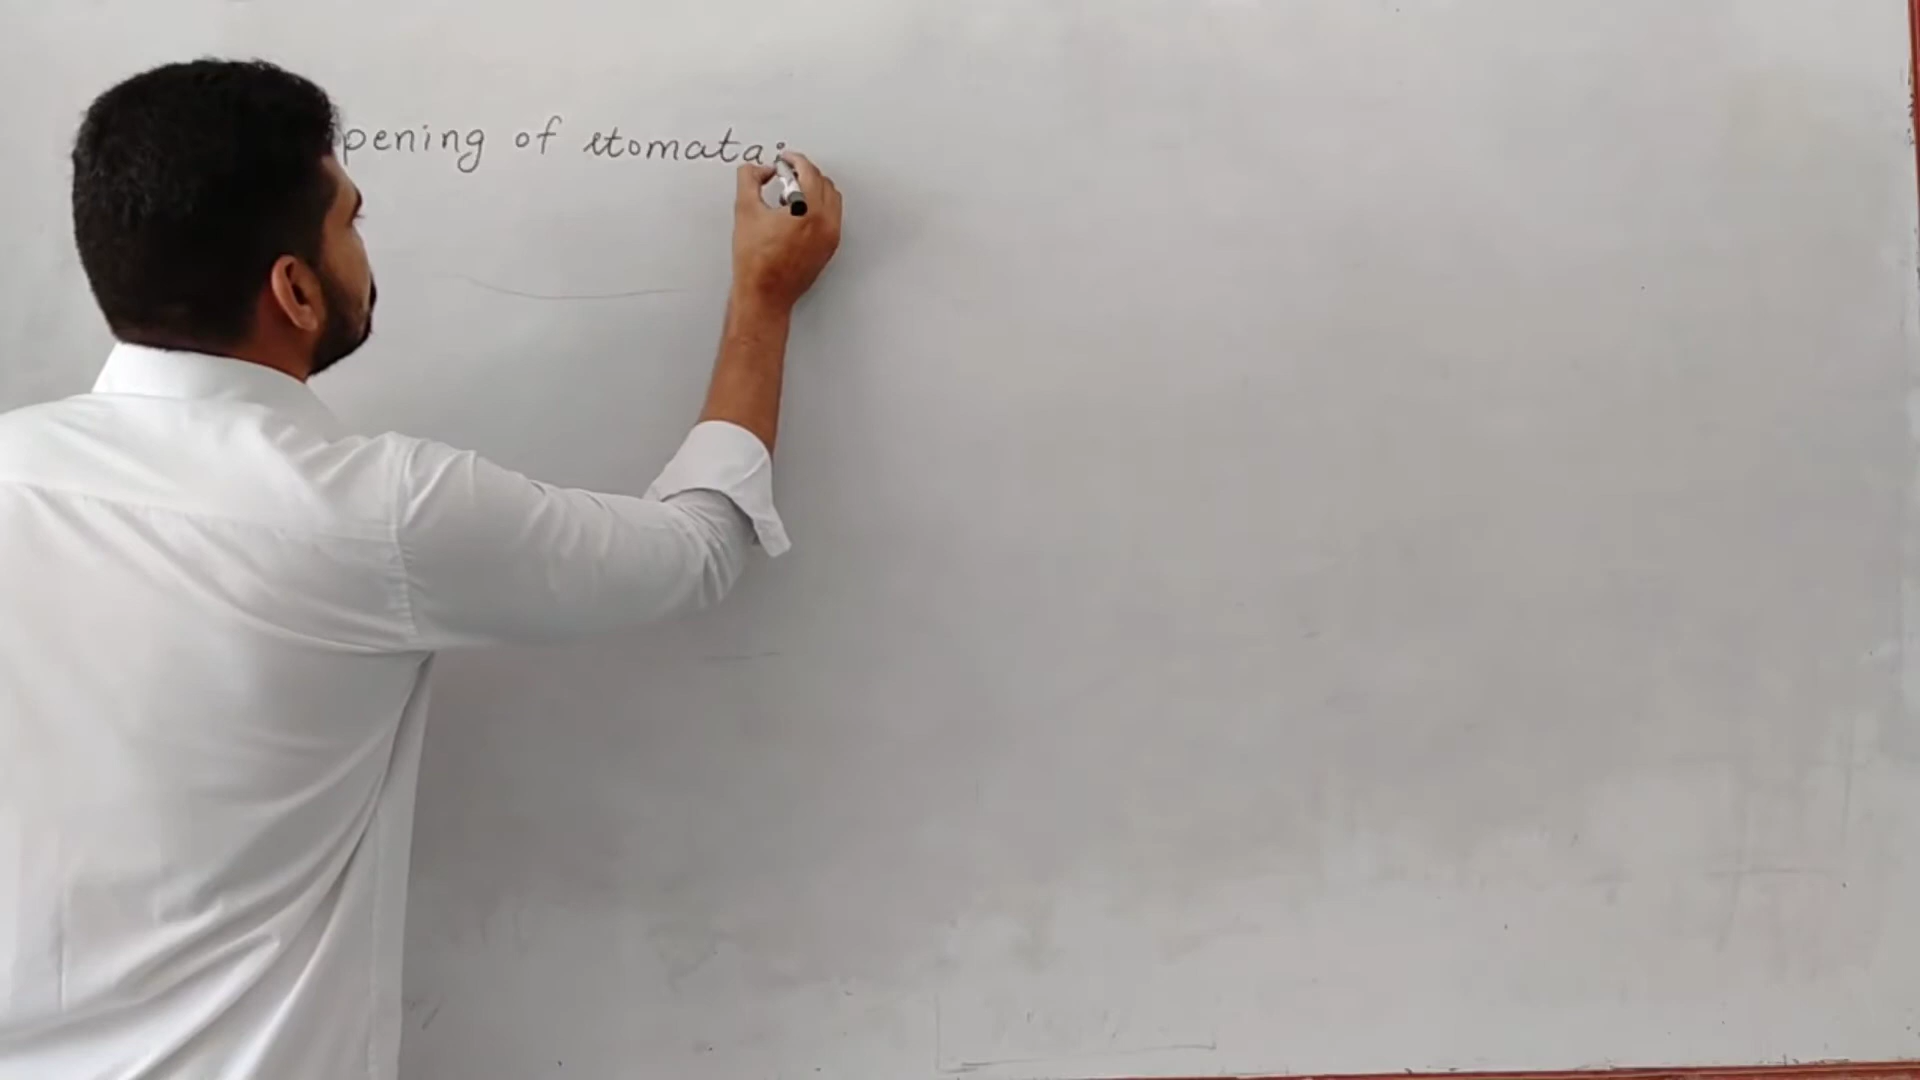 pening of stomata: